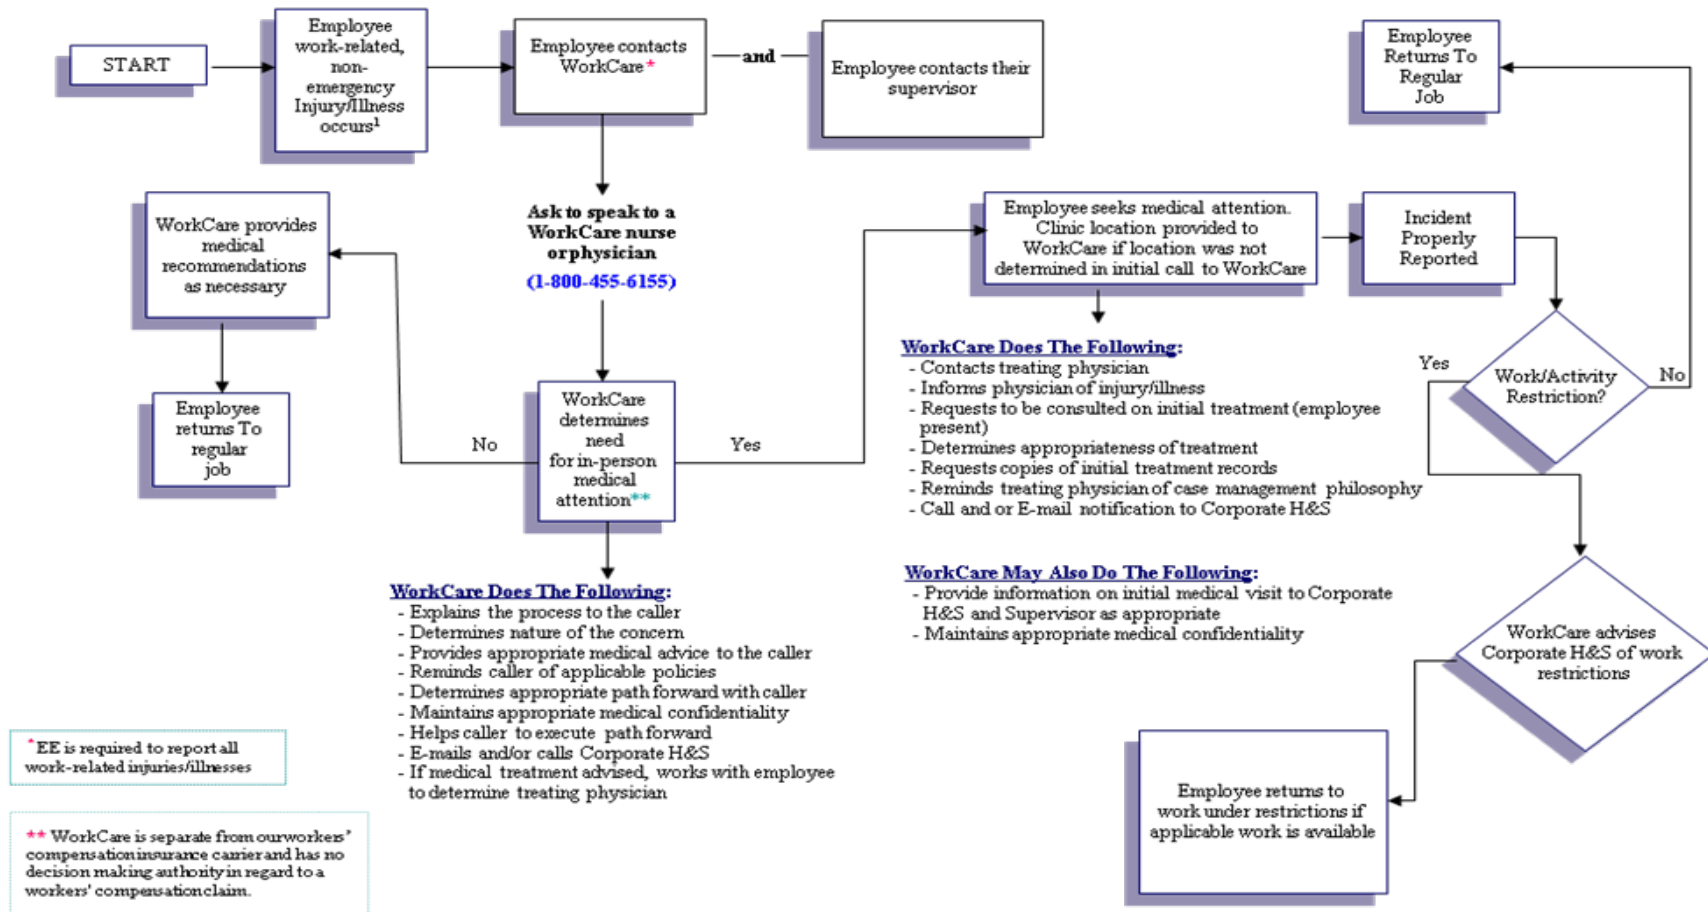 START
Employee
work-related,
non-
emergency
Injury/Illness
occurs¹
Employee contacts
WorkCare*
and
Employee contacts their
supervisor
Employee
Returns To
Regular
Job
WorkCare provides
medical
recommendations
as necessary
Ask to speak to a
WorkCare nurse
orphysician
(1-800-455-6155)
Employee seeks medical attention.
Clinic location provided to
WorkCare if location was not
determined in initial call to WorkCare
Incident
Properly
Reported
Employee
returns To
regular
job
No
WorkCare
determines
need
for in-person
medical
attention**
Yes
WorkCare Does The Following:
- Contacts treating physician
- Informs physician of injury/illness
- Requests to be consulted on initial treatment (employee
present)
- Determines appropriateness of treatment
- Requests copies of initial treatment records
- Reminds treating physician of case management philosophy
- Call and or E-mail notification to Corporate H&S
Yes
Work/Activity
Restriction?
No
WorkCare May Also Do The Following:
- Provide information on initial medical visit to Corporate
H&S and Supervisor as appropriate
- Maintains appropriate medical confidentiality
WorkCare Does The Following:
- Explains the process to the caller
- Determines nature of the concern
- Provides appropriate medical advice to the caller
- Reminds caller of applicable policies
- Determines appropriate path forward with caller
- Maintains appropriate medical confidentiality
- Helps caller to execute path forward
- E-mails and/or calls Corporate H&S
- If medical treatment advised, works with employee
to determine treating physician
WorkCare advises
Corporate H&S of work
restrictions
Employee returns to
work under restrictions if
applicable work is available
*EE is required to report all
work-related injuries/illnesses
** WorkCare is separate from ourworkers'
compensation insurance carrier and has no
decision making authority in regard to a
workers' compensation claim.